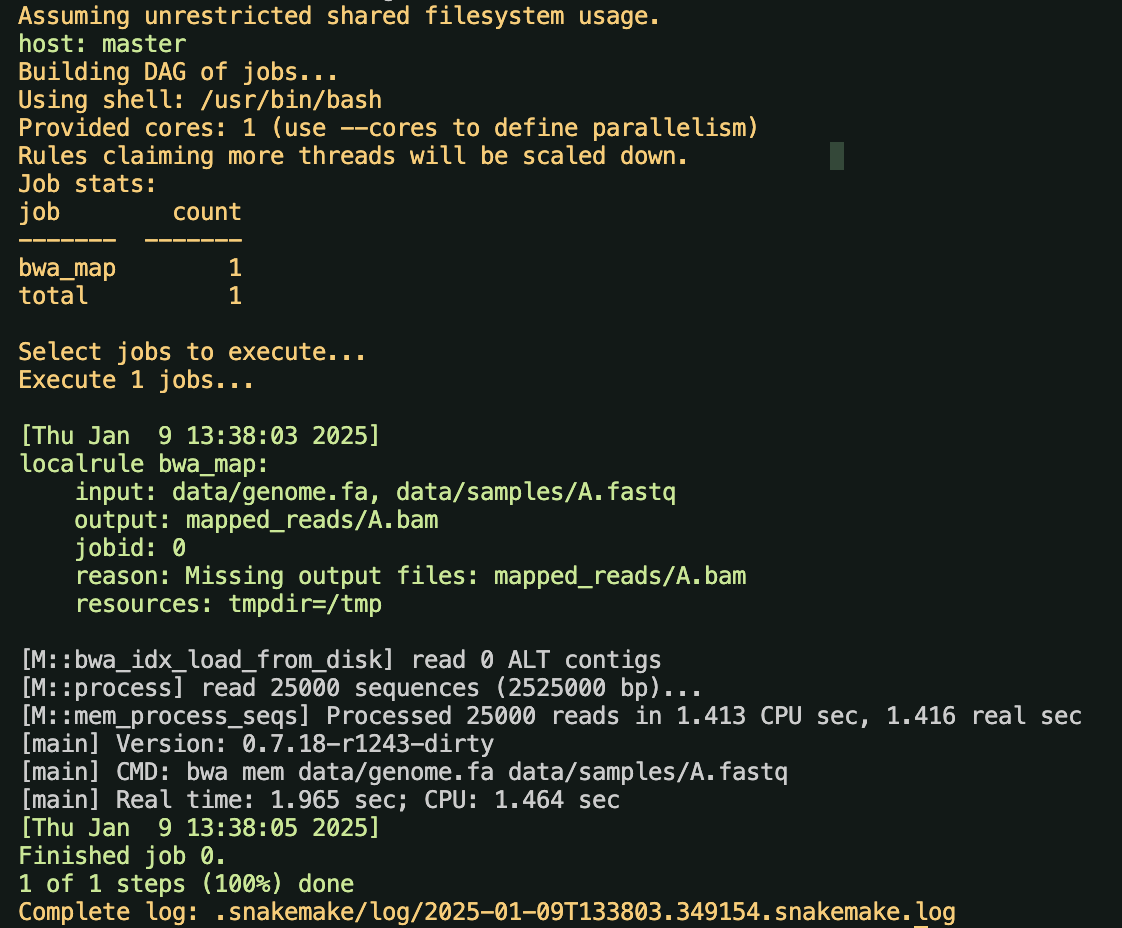 Assuming unrestricted shared filesystem usage.
host: master
Building DAG of jobs...
Using shell: /usr/bin/bash
Provided cores: 1 (use --cores to define parallelism)
Rules claiming more threads will be scaled down.
Job stats:
job        count
-------  -------
bwa_map        1
total          1
Select jobs to execute...
Execute 1 jobs...
[Thu Jan  9 13:38:03 2025]
localrule bwa_map:
    input: data/genome.fa, data/samples/A.fastq
    output: mapped_reads/A.bam
    jobid: 0
    reason: Missing output files: mapped_reads/A.bam
    resources: tmpdir=/tmp
[M::bwa_idx_load_from_disk] read 0 ALT contigs
[M::process] read 25000 sequences (2525000 bp)...
[M::mem_process_seqs] Processed 25000 reads in 1.413 CPU sec, 1.416 real sec
[main] Version: 0.7.18-r1243-dirty
[main] CMD: bwa mem data/genome.fa data/samples/A.fastq
[main] Real time: 1.965 sec; CPU: 1.464 sec
[Thu Jan  9 13:38:05 2025]
Finished job 0.
1 of 1 steps (100%) done
Complete log: .snakemake/log/2025-01-09T133803.349154.snakemake.log